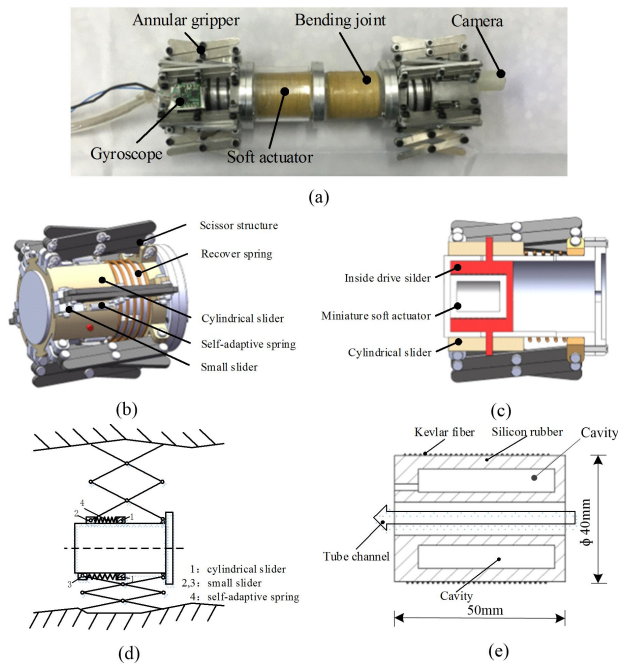 Annular gripper
Bending joint
Camera
Gyroscope
Soft actuator
(a)
Scissor structure
Recover spring
Cylindrical slider
Self-adaptive spring
Small slider
(b)
Inside drive silder
Miniature soft actuator
Cylindrical slider
(c)
4
2
1
3
1
1: cylindrical slider
2,3: small slider
4: self-adaptive spring
(d)
Kevlar fiber
Silicon rubber
Cavity
Tube channel
Cavity
ϕ 40mm
50mm
(e)